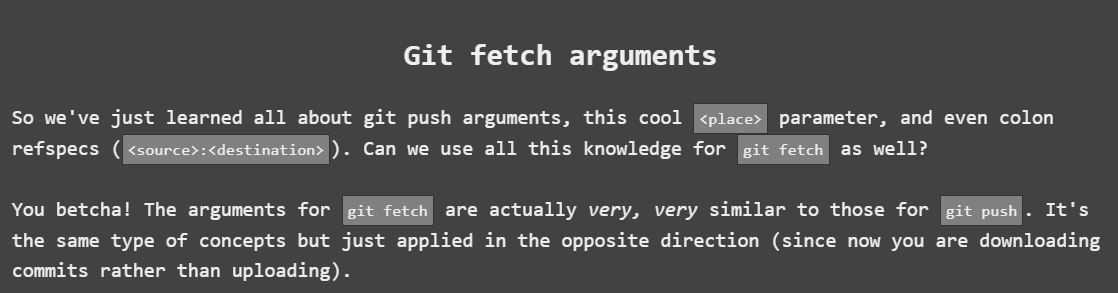 Git fetch arguments
So we've just learned all about git push arguments, this cool <place> parameter, and even colon
refspecs (<source>:<destination>). Can we use all this knowledge for git fetch as well?
You betcha! The arguments for git fetch are actually very, very similar to those for git push. It's
the same type of concepts but just applied in the opposite direction (since now you are downloading
commits rather than uploading).